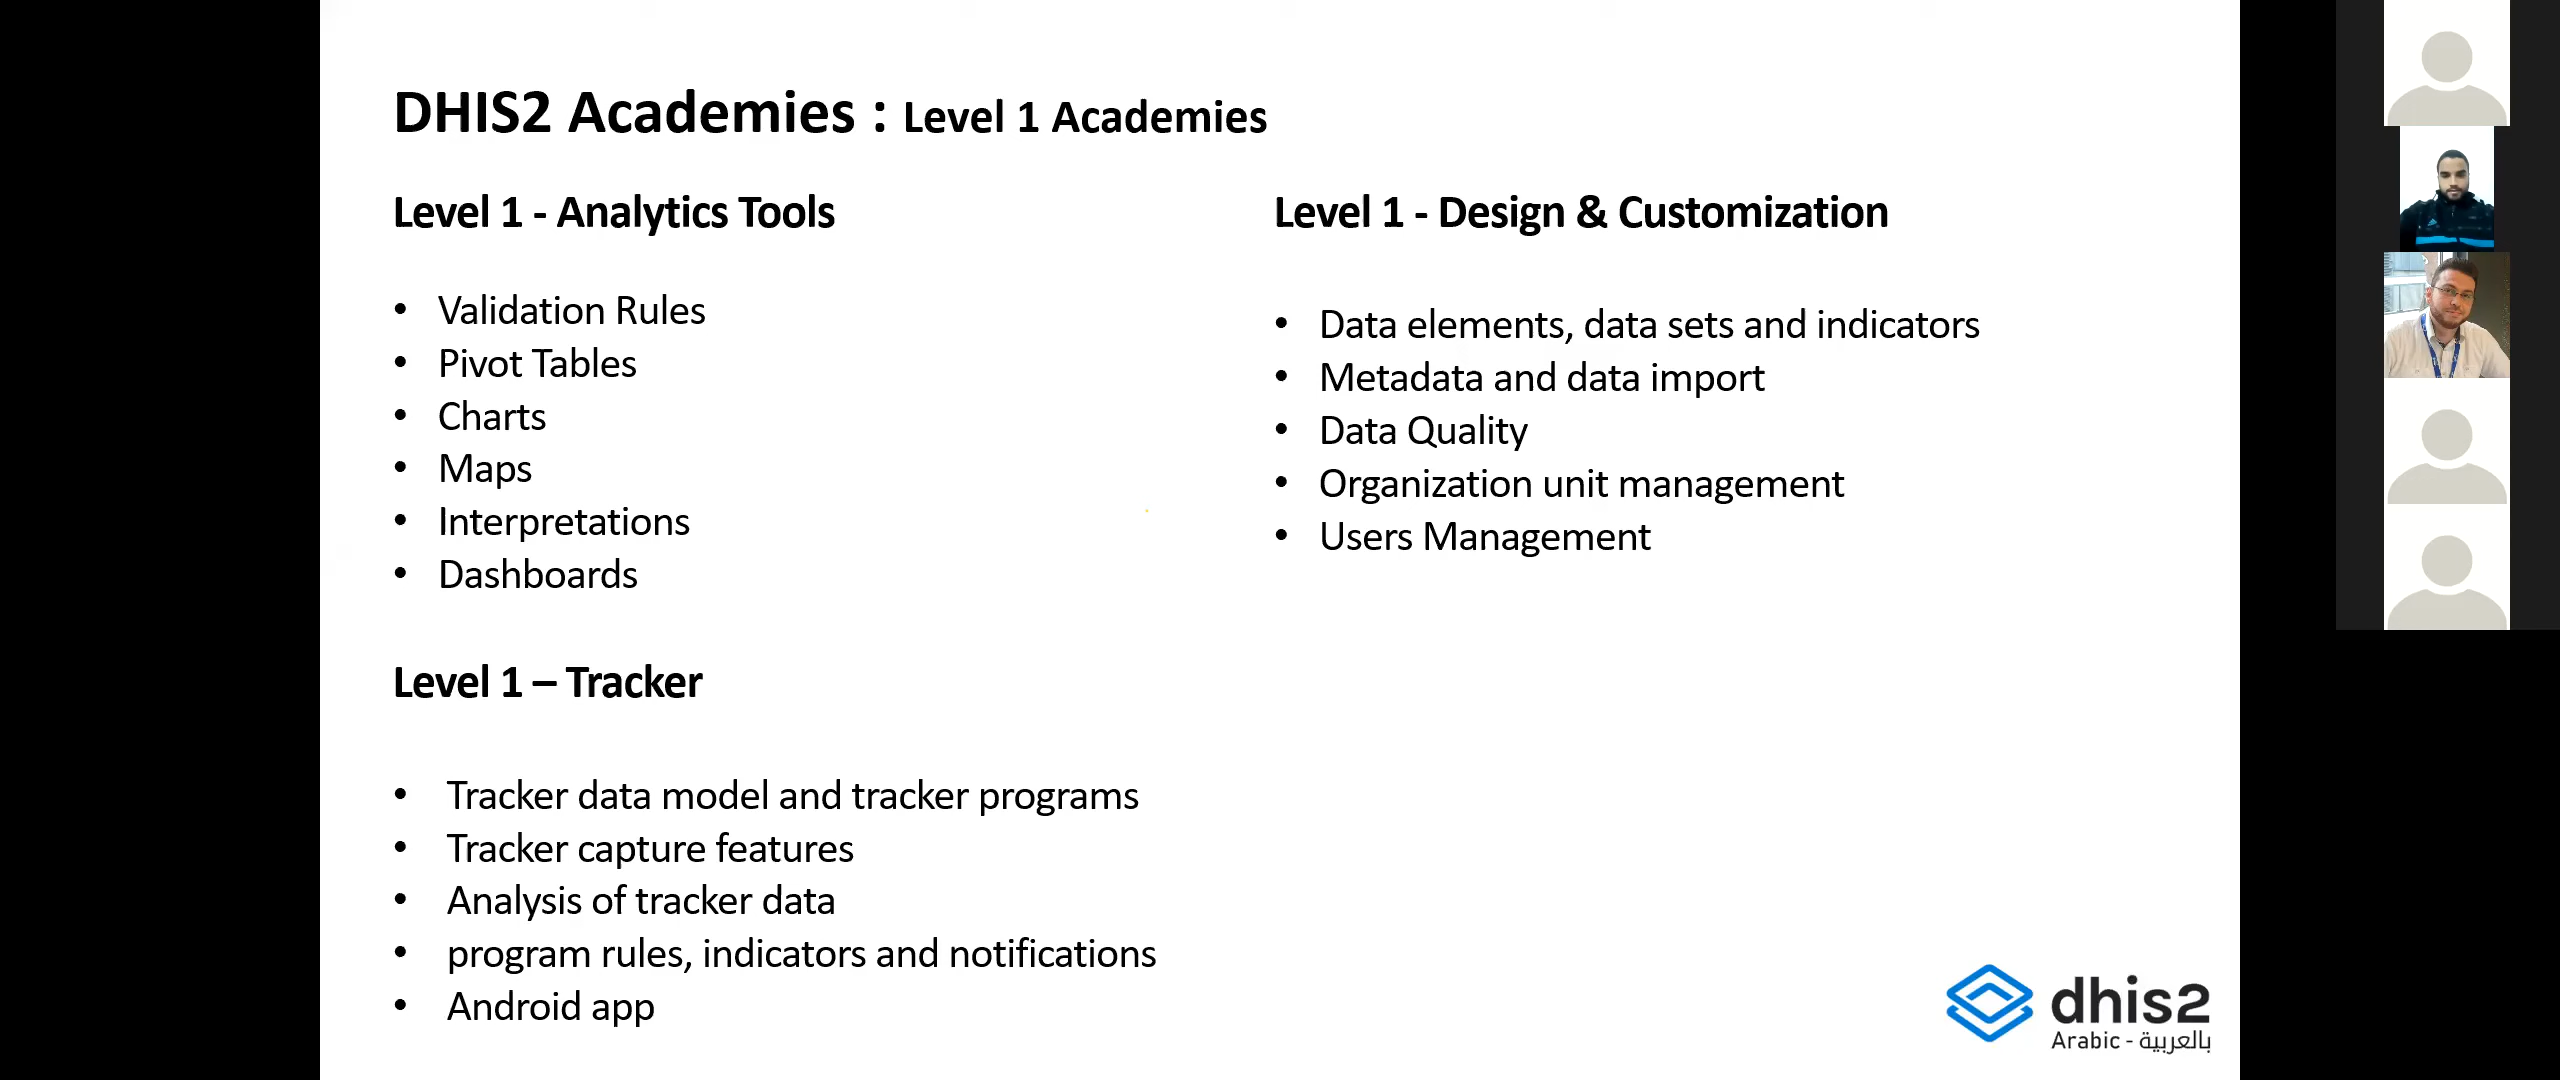 DHIS2 Academies : Level 1 Academies
Level 1 - Analytics Tools
• Validation Rules
• Pivot Tables
• Charts
• Maps
• Interpretations
• Dashboards
Level 1 – Tracker
• Tracker data model and tracker programs
• Tracker capture features
• Analysis of tracker data
• program rules, indicators and notifications
• Android app
Level 1 - Design & Customization
• Data elements, data sets and indicators
• Metadata and data import
• Data Quality
• Organization unit management
• Users Management
dhis2
Arabic - بالعربية